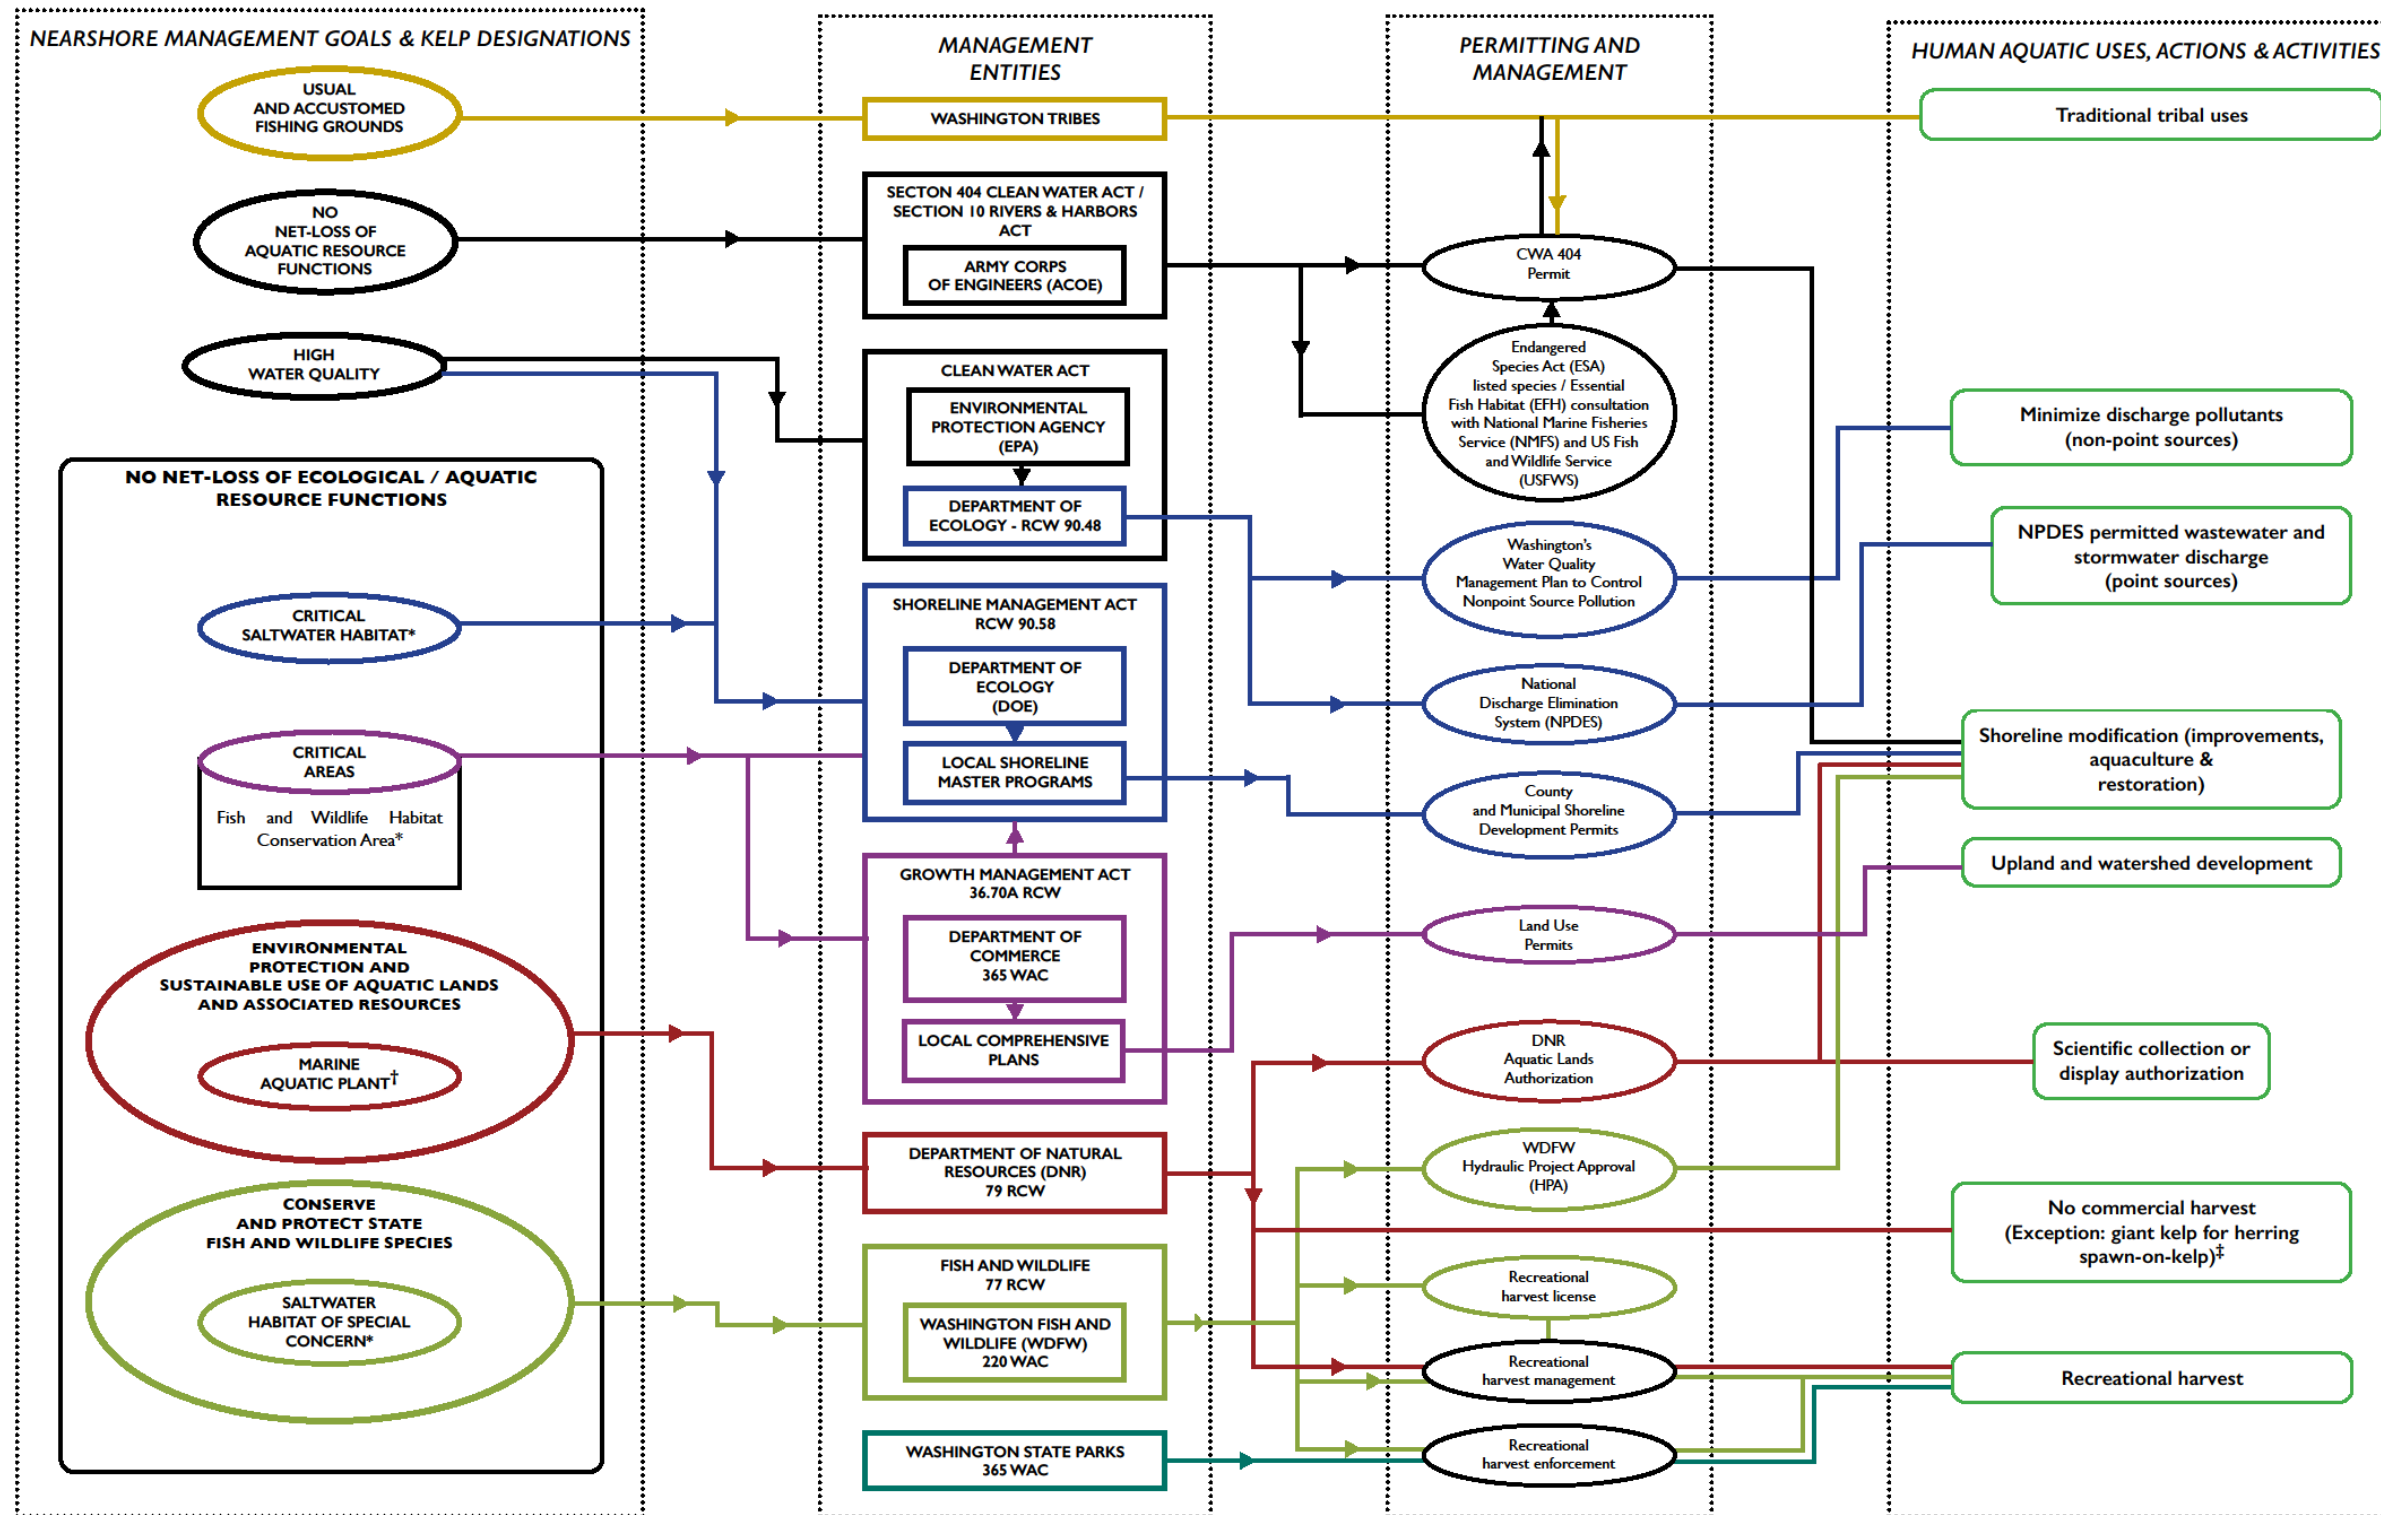 NEARSHORE MANAGEMENT GOALS & KELP DESIGNATIONS
USUAL
AND ACCUSTOMED
FISHING GROUNDS
NO
NET-LOSS OF
AQUATIC RESOURCE
FUNCTIONS
HIGH
WATER QUALITY
NO NET-LOSS OF ECOLOGICAL / AQUATIC
RESOURCE FUNCTIONS
CRITICAL
SALTWATER HABITAT*
CRITICAL
AREAS
Fish and Wildlife Habitat
Conservation Area*
ENVIRONMENTAL
PROTECTION AND
SUSTAINABLE USE OF AQUATIC LANDS
AND ASSOCIATED RESOURCES
MARINE
AQUATIC PLANT†
CONSERVE
AND PROTECT STATE
FISH AND WILDLIFE SPECIES
SALTWATER
HABITAT OF SPECIAL
CONCERN*
MANAGEMENT
ENTITIES
WASHINGTON TRIBES
SECTON 404 CLEAN WATER ACT /
SECTION 10 RIVERS & HARBORS
ACT
ARMY CORPS
OF ENGINEERS (ACOE)
CLEAN WATER ACT
ENVIRONMENTAL
PROTECTION AGENCY
(EPA)
DEPARTMENT OF
ECOLOGY - RCW 90.48
SHORELINE MANAGEMENT ACT
RCW 90.58
DEPARTMENT OF
ECOLOGY
(DOE)
LOCAL SHORELINE
MASTER PROGRAMS
GROWTH MANAGEMENT ACT
36.70A RCW
DEPARTMENT OF
COMMERCE
365 WAC
LOCAL COMPREHENSIVE
PLANS
DEPARTMENT OF NATURAL
RESOURCES (DNR)
79 RCW
FISH AND WILDLIFE
77 RCW
WASHINGTON FISH AND
WILDLIFE (WDFW)
220 WAC
WASHINGTON STATE PARKS
365 WAC
PERMITTING AND
MANAGEMENT
CWA 404
Permit
Endangered
Species Act (ESA)
listed species / Essential
Fish Habitat (EFH) consultation
with National Marine Fisheries
Service (NMFS) and US Fish
and Wildlife Service
(USFWS)
Washington's
Water Quality
Management Plan to Control
Nonpoint Source Pollution
National
Discharge Elimination
System (NPDES)
County
and Municipal Shoreline
Development Permits
Land Use
Permits
DNR
Aquatic Lands
Authorization
WDFW
Hydraulic Project Approval
(HPA)
Recreational
harvest license
Recreational
harvest management
Recreational
harvest enforcement
HUMAN AQUATIC USES, ACTIONS & ACTIVITIES
Traditional tribal uses
Minimize discharge pollutants
(non-point sources)
NPDES permitted wastewater and
stormwater discharge
(point sources)
Shoreline modification (improvements,
aquaculture &
restoration)
Upland and watershed development
Scientific collection or
display authorization
No commercial harvest
(Exception: giant kelp for herring
spawn-on-kelp)‡
Recreational harvest